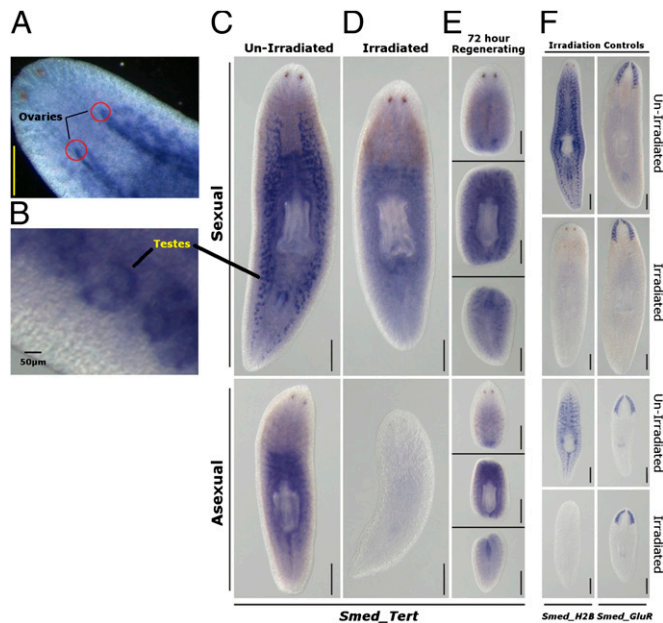 A
B
C
D
E
F
Un-Irradiated
Irradiated
72 hour
Regenerating
Irradiation Controls
Ovaries
Testes
50µm
Sexual
Asexual
Un-Irradiated
Irradiated
Un-Irradiated
Irradiated
Smed_Tert
Smed_H2B
Smed_GluR